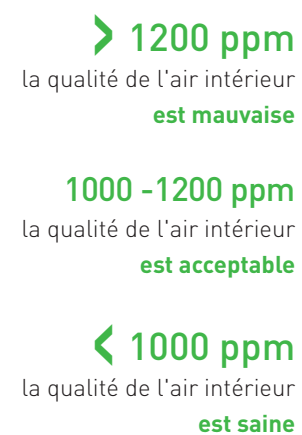 > 1200 ppm
la qualité de l'air intérieur
est mauvaise
1000 -1200 ppm
la qualité de l'air intérieur
est acceptable
< 1000 ppm
la qualité de l'air intérieur
est saine